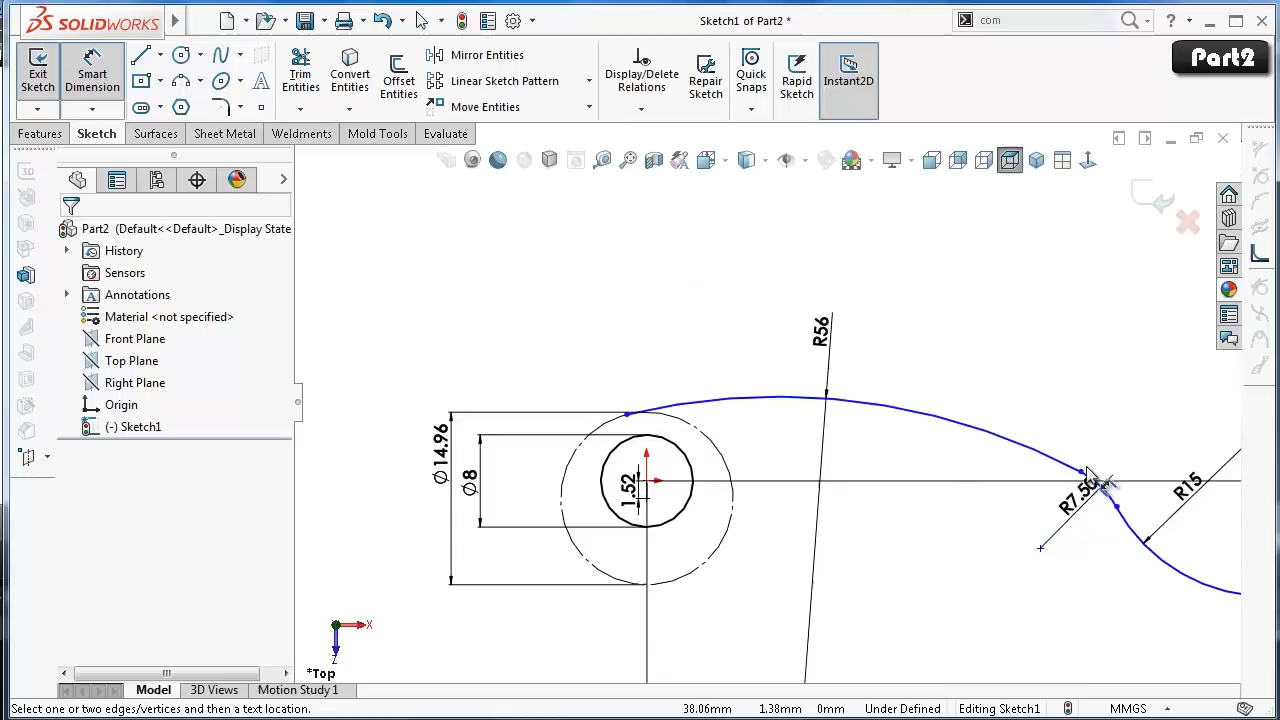 SOLIDWORKS
Sketch1 of Part2 *
com
Part2
Exit Sketch
Smart Dimension
Trim Entities
Convert Entities
Offset Entities
Mirror Entities
Linear Sketch Pattern
Move Entities
Display/Delete Relations
Repair Sketch
Quick Snaps
Rapid Sketch
Instant2D
Features
Sketch
Surfaces
Sheet Metal
Weldments
Mold Tools
Evaluate
Part2 (Default<<Default>_Display State
History
Sensors
Annotations
Material <not specified>
Front Plane
Top Plane
Right Plane
Origin
(-) Sketch1
R56
Ø14.96
Ø8
1.52
R7.50
R15
X
Z
*Top
Model
3D Views
Motion Study 1
Select one or two edges/vertices and then a text location.
38.06mm
1.38mm
0mm
Under Defined
Editing Sketch1
MMGS